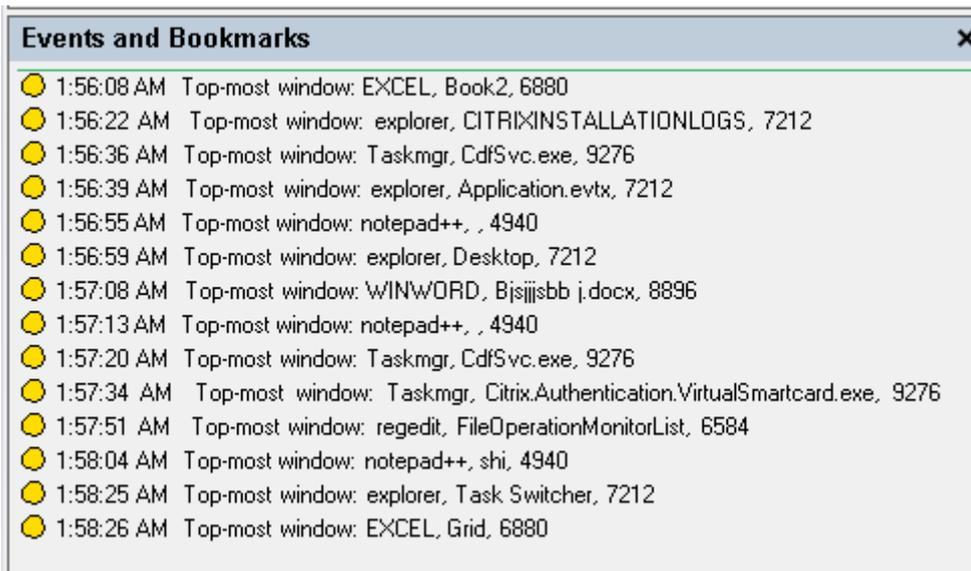 Events and Bookmarks
1:56:08 AM Top-most window: EXCEL, Book2, 6880
1:56:22 AM Top-most window: explorer, CITRIXINSTALLATIONLOGS, 7212
1:56:36 AM Top-most window: Taskmgr, CdfSvc.exe, 9276
1:56:39 AM Top-most window: explorer, Application.evtx, 7212
1:56:55 AM Top-most window: notepad++, , 4940
1:56:59 AM Top-most window: explorer, Desktop, 7212
1:57:08 AM Top-most window: WINWORD, Bjsjjjsbb j.docx, 8896
1:57:13 AM Top-most window: notepad++, , 4940
1:57:20 AM Top-most window: Taskmgr, CdfSvc.exe, 9276
1:57:34 AM Top-most window: Taskmgr, Citrix.Authentication.VirtualSmartcard.exe, 9276
1:57:51 AM Top-most window: regedit, FileOperationMonitorList, 6584
1:58:04 AM Top-most window: notepad++, shi, 4940
1:58:25 AM Top-most window: explorer, Task Switcher, 7212
1:58:26 AM Top-most window: EXCEL, Grid, 6880